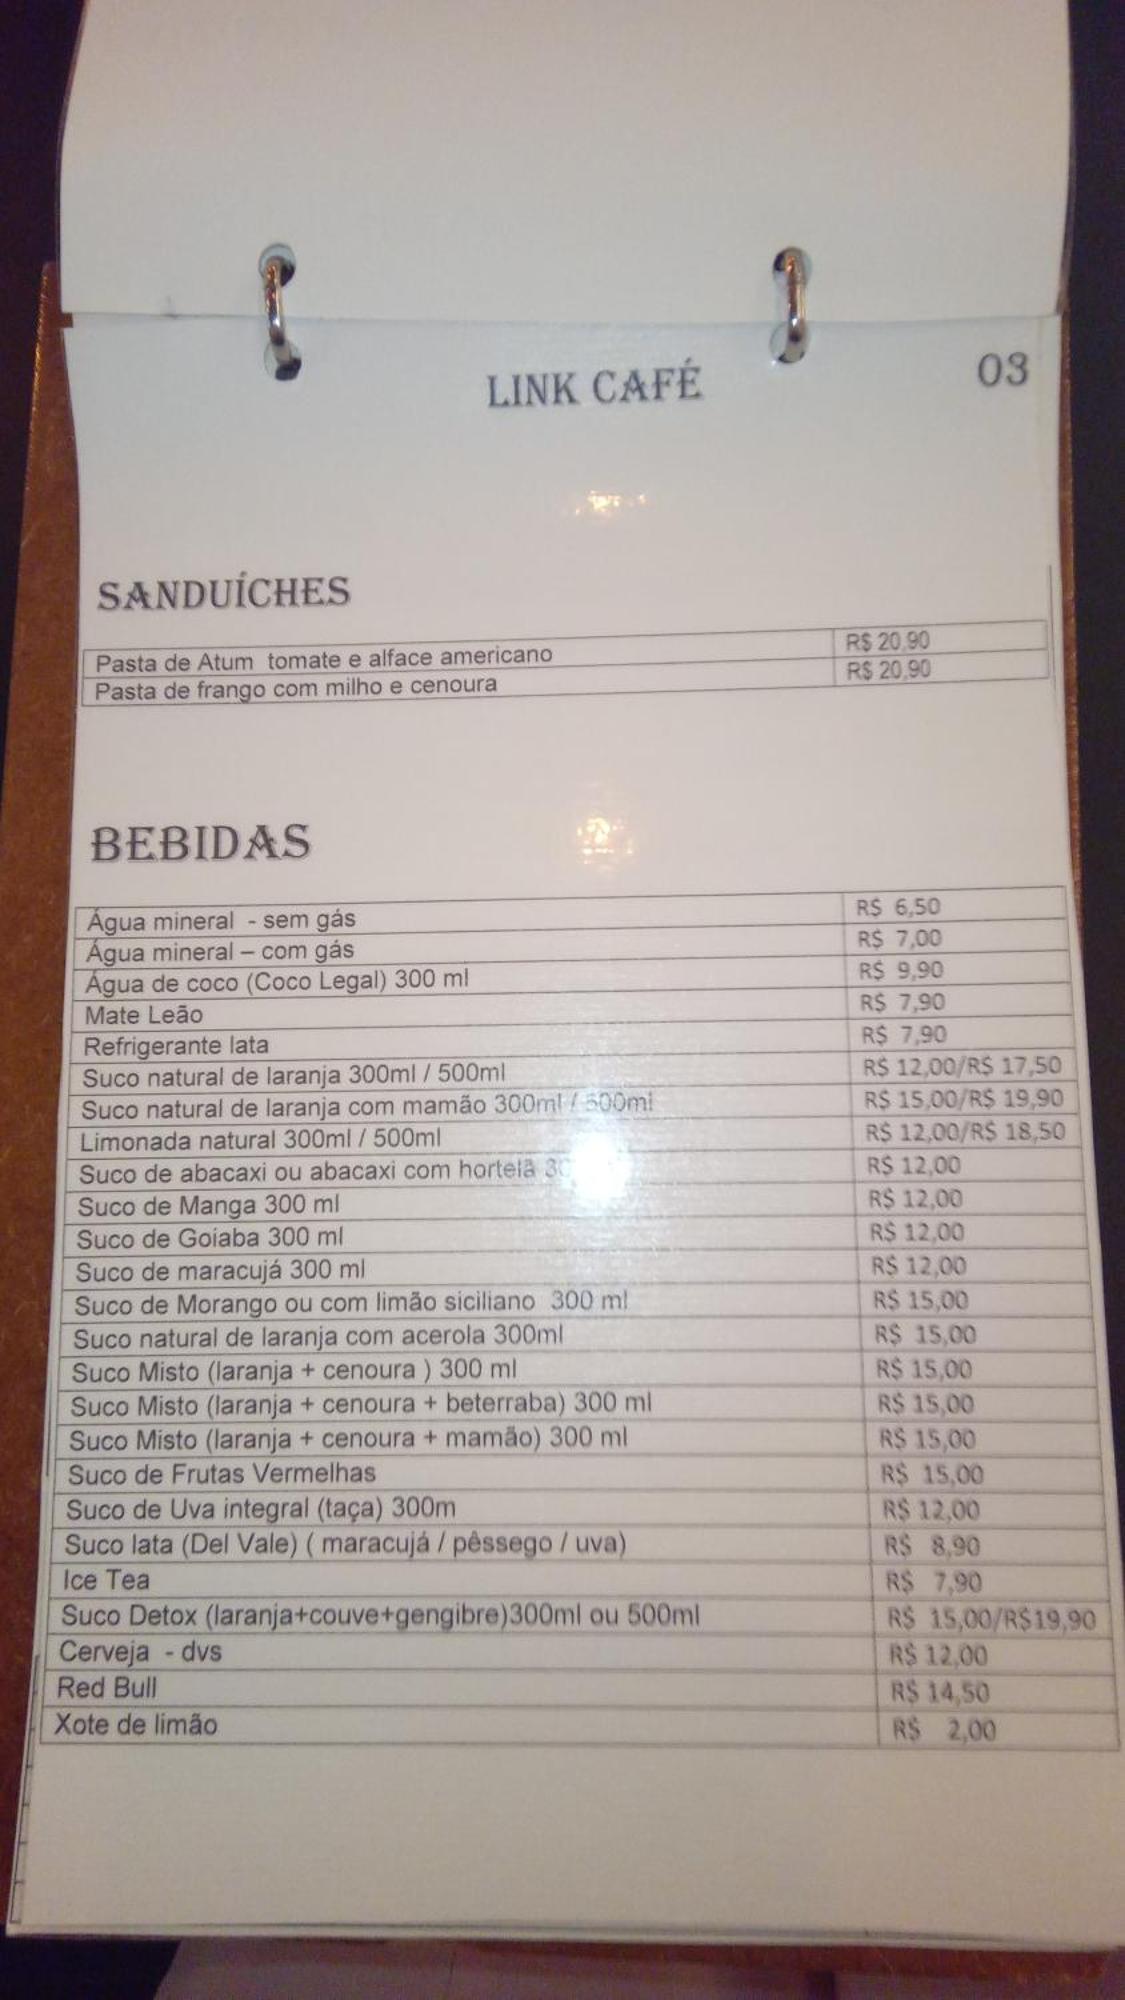 LINK CAFÉ 03
SANDUÍCHES
Pasta de Atum tomate e alface americano R$ 20,90
Pasta de frango com milho e cenoura R$ 20,90
BEBIDAS
Água mineral - sem gás R$ 6,50
Água mineral – com gás R$ 7,00
Água de coco (Coco Legal) 300 ml R$ 9,90
Mate Leão R$ 7,90
Refrigerante lata R$ 7,90
Suco natural de laranja 300ml / 500ml R$ 12,00/R$ 17,50
Suco natural de laranja com mamão 300ml / 500ml R$ 15,00/R$ 19,90
Limonada natural 300ml / 500ml R$ 12,00/R$ 18,50
Suco de abacaxi ou abacaxi com hortelã R$ 12,00
Suco de Manga 300 ml R$ 12,00
Suco de Goiaba 300 ml R$ 12,00
Suco de maracujá 300 ml R$ 12,00
Suco de Morango ou com limão siciliano 300 ml R$ 15,00
Suco natural de laranja com acerola 300ml R$ 15,00
Suco Misto (laranja + cenoura ) 300 ml R$ 15,00
Suco Misto (laranja + cenoura + beterraba) 300 ml R$ 15,00
Suco Misto (laranja + cenoura + mamão) 300 ml R$ 15,00
Suco de Frutas Vermelhas R$ 15,00
Suco de Uva integral (taça) 300m R$ 12,00
Suco lata (Del Vale) ( maracujá / pêssego / uva) R$ 8,90
Ice Tea R$ 7,90
Suco Detox (laranja+couve+gengibre)300ml ou 500ml R$ 15,00/R$19,90
Cerveja - dvs R$ 12,00
Red Bull R$ 14,50
Xote de limão R$ 2,00